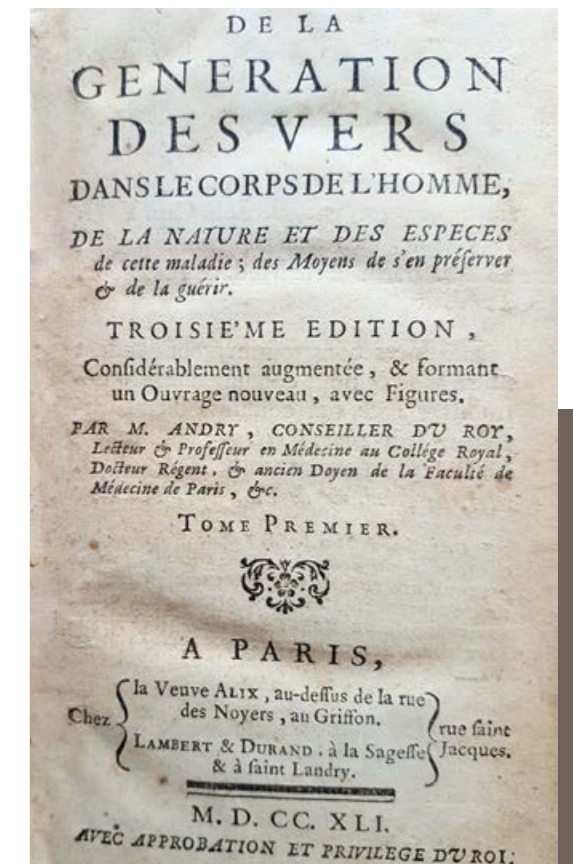 DE LA
GENERATION
DES VERS
DANS LE CORPS DE L'HOMME,
DE LA NATURE ET DES ESPECES
de cette maladie ; des Moyens de s'en préſerver
& de la guérir.
TROISIE'ME EDITION ,
Conſidérablement augmentée , & formant
un Ouvrage nouveau , avec Figures.
PAR M. ANDRY , CONSEILLER DU ROY,
Lecteur & Profeſſeur en Médecine au Collége Royal,
Docteur Régent, & ancien Doyen de la Faculté de
Médecine de Paris , &c.
TOME PREMIER.
A PARIS,
Chez
la Veuve ALIX , au-deſſus de la rue
des Noyers , au Griffon.
LAMBERT & DURAND , à la Sageſſe
& à ſaint Landry.
rue ſaint
Jacques.
M. D. CC. XLI.
AVEC APPROBATION ET PRIVILEGE DU ROI.